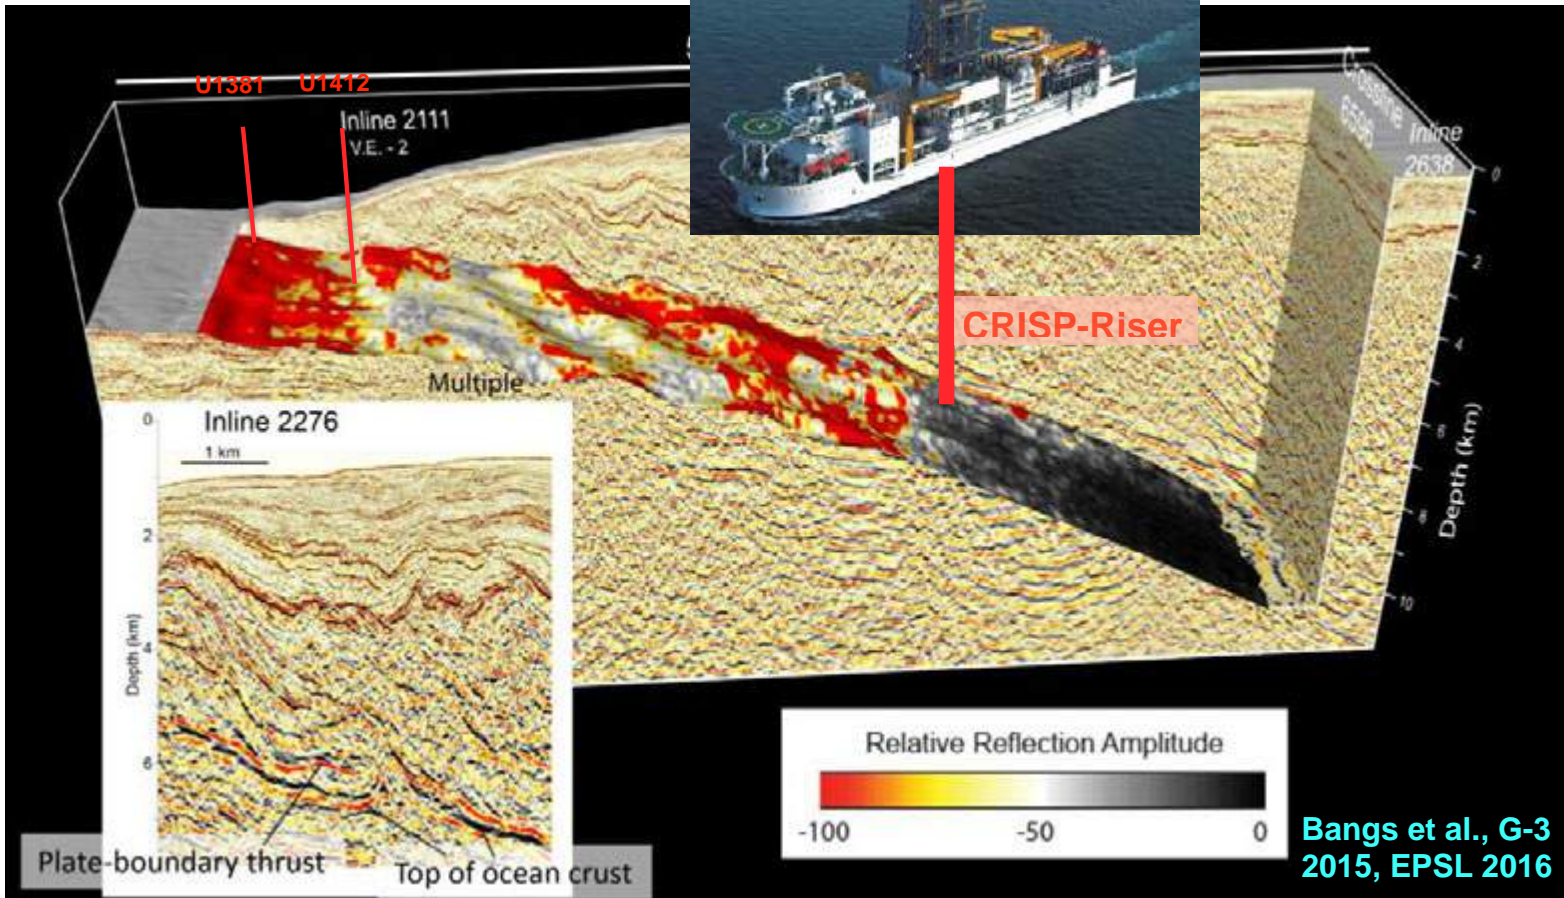 U1381 U1412
Inline 2111
V.E. - 2
Crossline
6596
Inline
2638
0
2
4
6
8
10
Depth (km)
CRISP-Riser
Multiple
Inline 2276
1 km
0
2
4
6
Depth (km)
Plate-boundary thrust
Top of ocean crust
Relative Reflection Amplitude
-100 -50 0
Bangs et al., G-3
2015, EPSL 2016